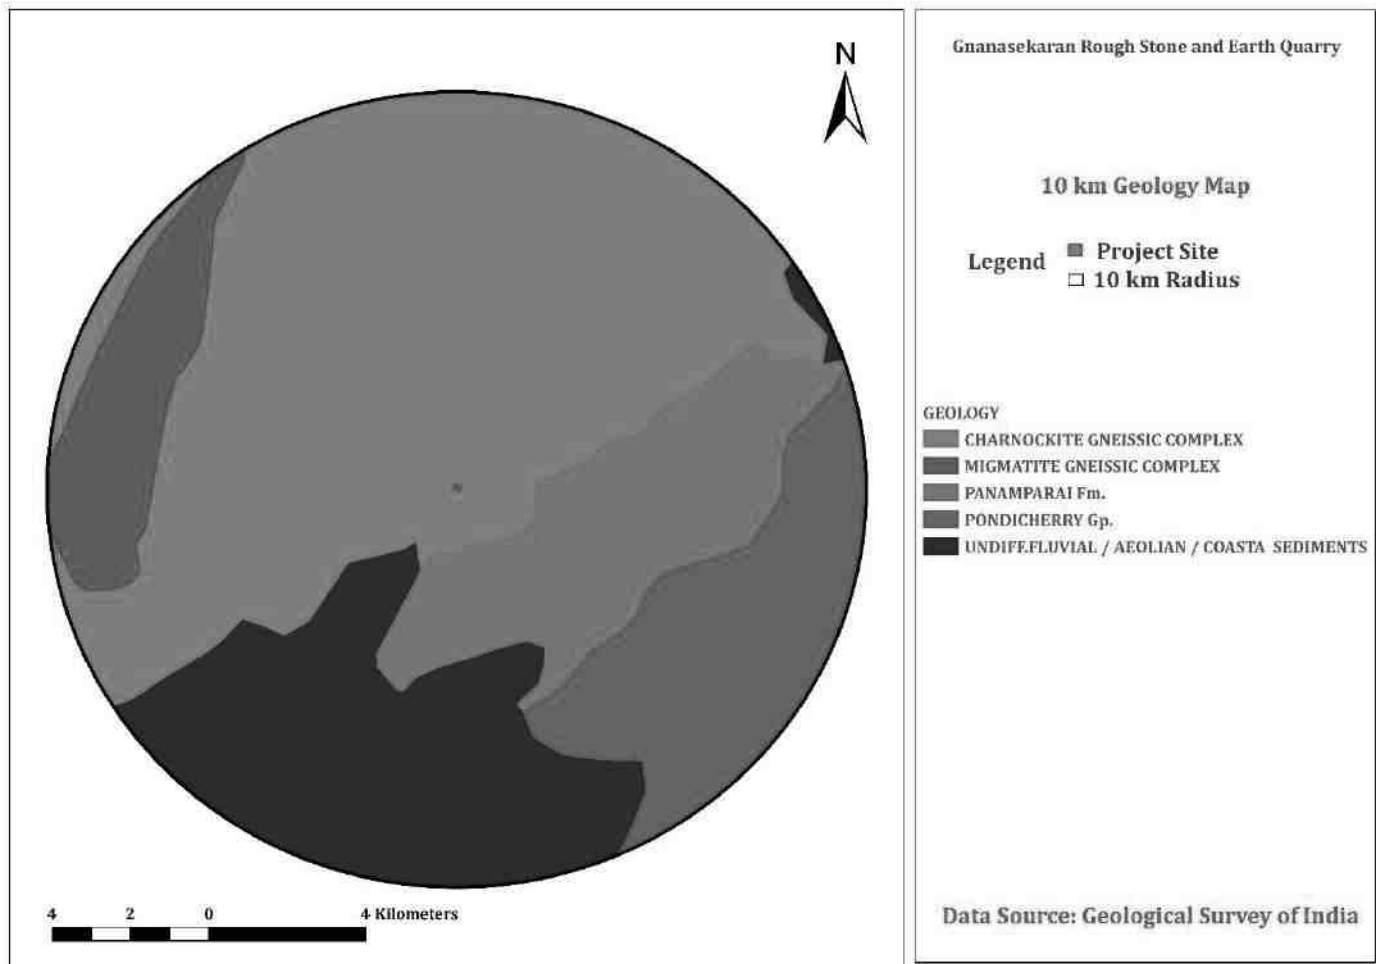 N
Gnanasekaran Rough Stone and Earth Quarry
10 km Geology Map
Legend
Project Site
10 km Radius
GEOLOGY
CHARNOCKITE GNEISSIC COMPLEX
MIGMATITE GNEISSIC COMPLEX
PANAMPARAI Fm.
PONDICHERRY Gp.
UNDIFF.FLUVIAL / AEOLIAN / COASTA SEDIMENTS
4 2 0 4 Kilometers
Data Source: Geological Survey of India